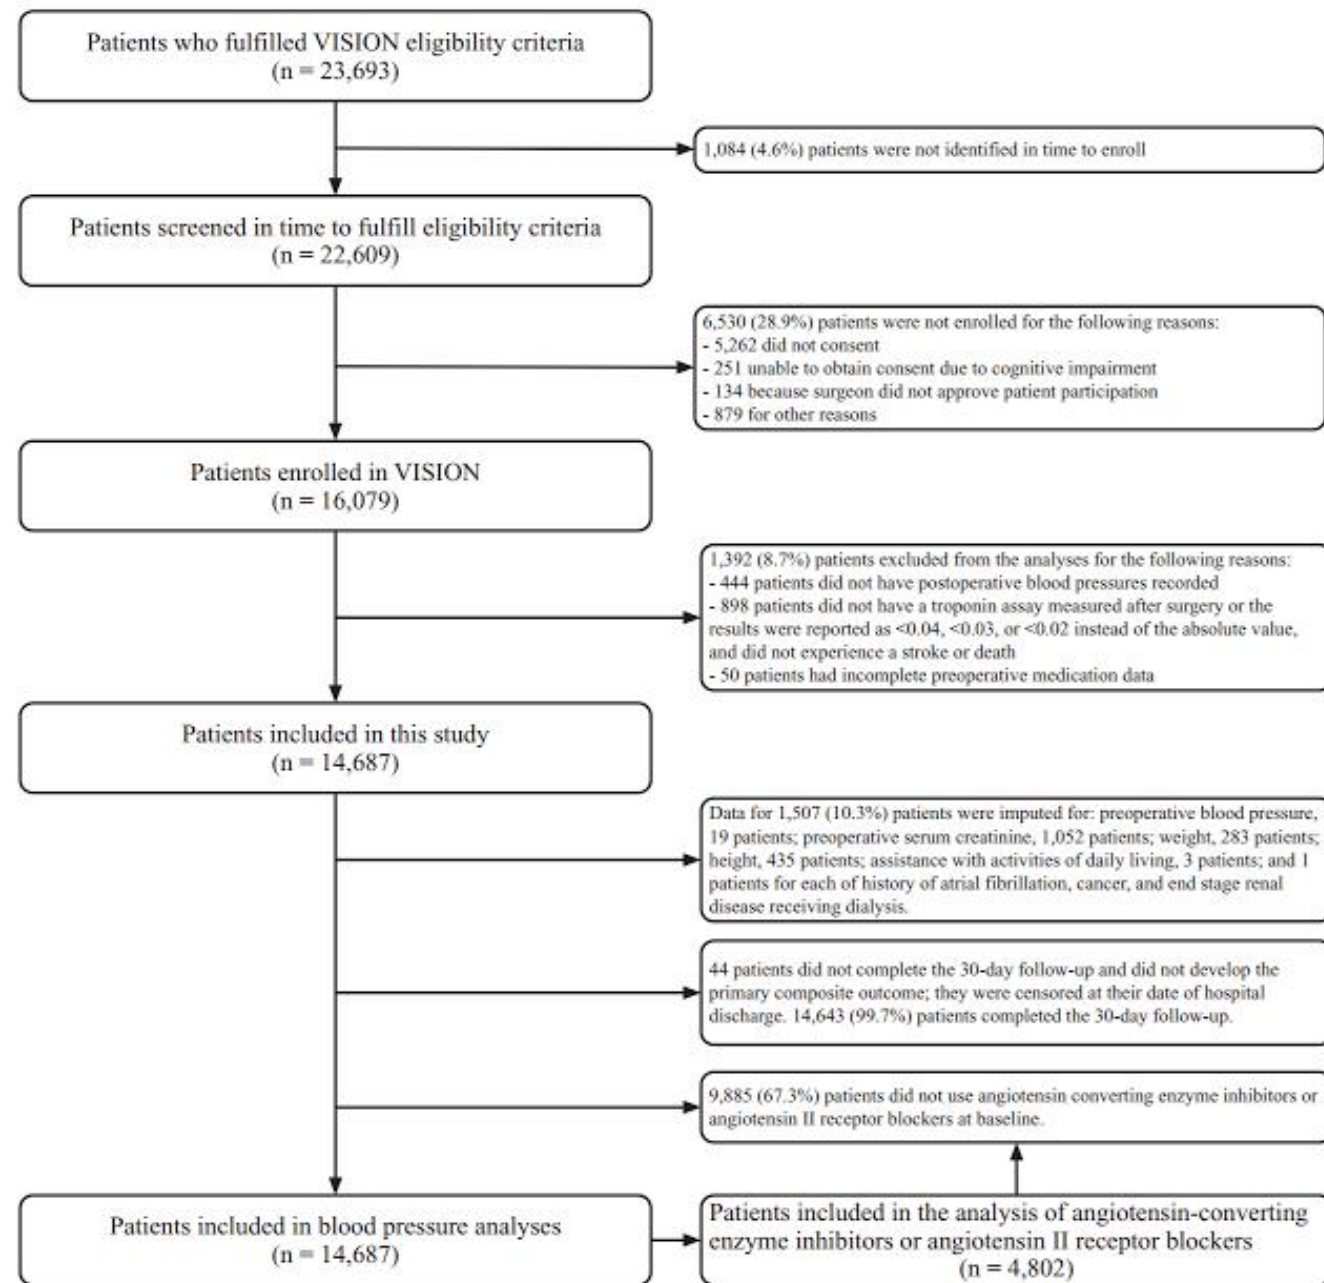 Patients who fulfilled VISION eligibility criteria
(n = 23,693)
1,084 (4.6%) patients were not identified in time to enroll
Patients screened in time to fulfill eligibility criteria
(n = 22,609)
6,530 (28.9%) patients were not enrolled for the following reasons:
- 5,262 did not consent
- 251 unable to obtain consent due to cognitive impairment
- 134 because surgeon did not approve patient participation
- 879 for other reasons
Patients enrolled in VISION
(n = 16,079)
1,392 (8.7%) patients excluded from the analyses for the following reasons:
- 444 patients did not have postoperative blood pressures recorded
- 898 patients did not have a troponin assay measured after surgery or the
results were reported as <0.04, <0.03, or <0.02 instead of the absolute value,
and did not experience a stroke or death
- 50 patients had incomplete preoperative medication data
Patients included in this study
(n = 14,687)
Data for 1,507 (10.3%) patients were imputed for: preoperative blood pressure,
19 patients; preoperative serum creatinine, 1,052 patients; weight, 283 patients;
height, 435 patients; assistance with activities of daily living, 3 patients; and 1
patients for each of history of atrial fibrillation, cancer, and end stage renal
disease receiving dialysis.
44 patients did not complete the 30-day follow-up and did not develop the
primary composite outcome; they were censored at their date of hospital
discharge. 14,643 (99.7%) patients completed the 30-day follow-up.
9,885 (67.3%) patients did not use angiotensin converting enzyme inhibitors or
angiotensin II receptor blockers at baseline.
Patients included in blood pressure analyses
(n = 14,687)
Patients included in the analysis of angiotensin-converting
enzyme inhibitors or angiotensin II receptor blockers
(n = 4,802)